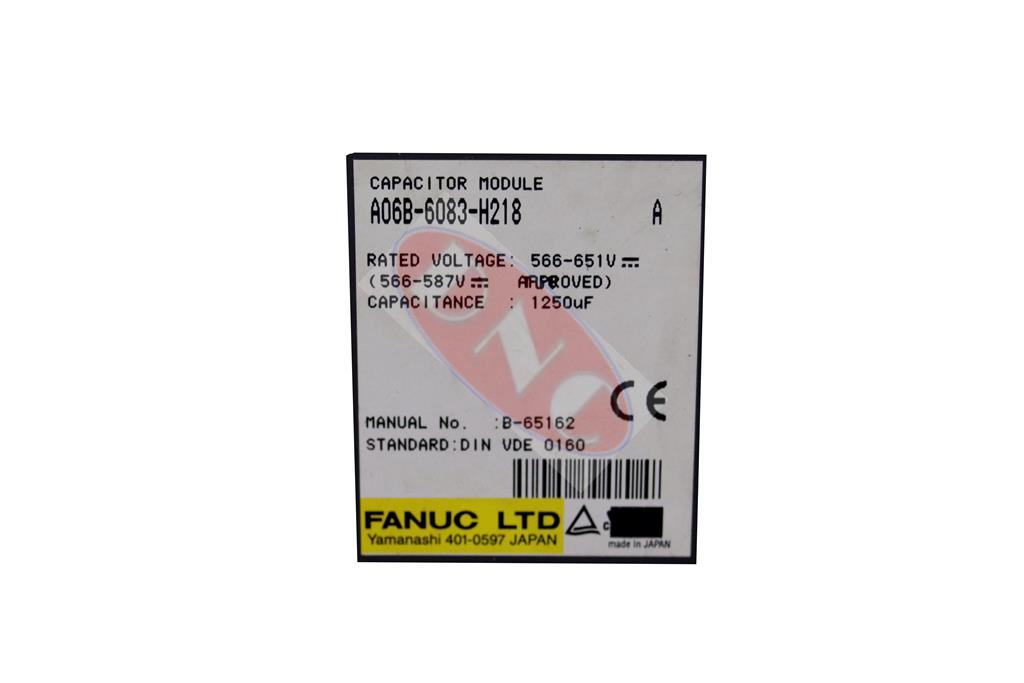 CAPACITOR MODULE
A06B-6083-H218 A
RATED VOLTAGE: 566-651V ⎓
(566-587V ⎓ APPROVED)
CAPACITANCE : 1250uF
CNC
CE
MANUAL No. :B-65162
STANDARD:DIN VDE 0160
FANUC LTD
Yamanashi 401-0597 JAPAN
made in JAPAN